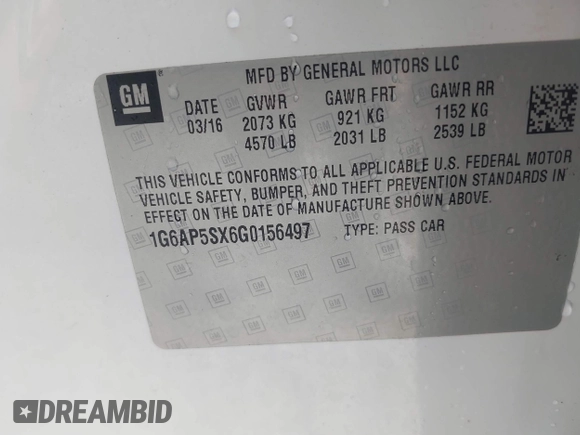 GM
MFD BY GENERAL MOTORS LLC
DATE GVWR GAWR FRT GAWR RR
03/16 2073 KG 921 KG 1152 KG
4570 LB 2031 LB 2539 LB
THIS VEHICLE CONFORMS TO ALL APPLICABLE U.S. FEDERAL MOTOR
VEHICLE SAFETY, BUMPER, AND THEFT PREVENTION STANDARDS IN
EFFECT ON THE DATE OF MANUFACTURE SHOWN ABOVE.
1G6AP5SX6G0156497 TYPE: PASS CAR
DREAMBID